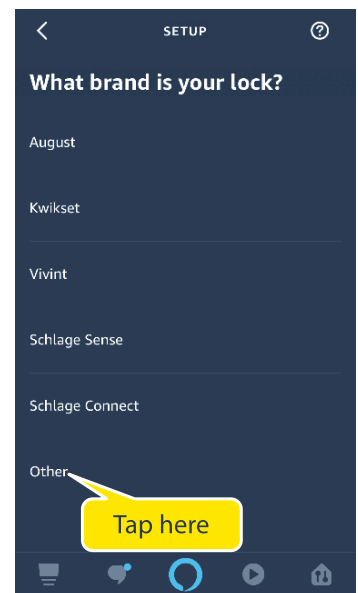 SETUP
What brand is your lock?
August
Kwikset
Vivint
Schlage Sense
Schlage Connect
Other
Tap here